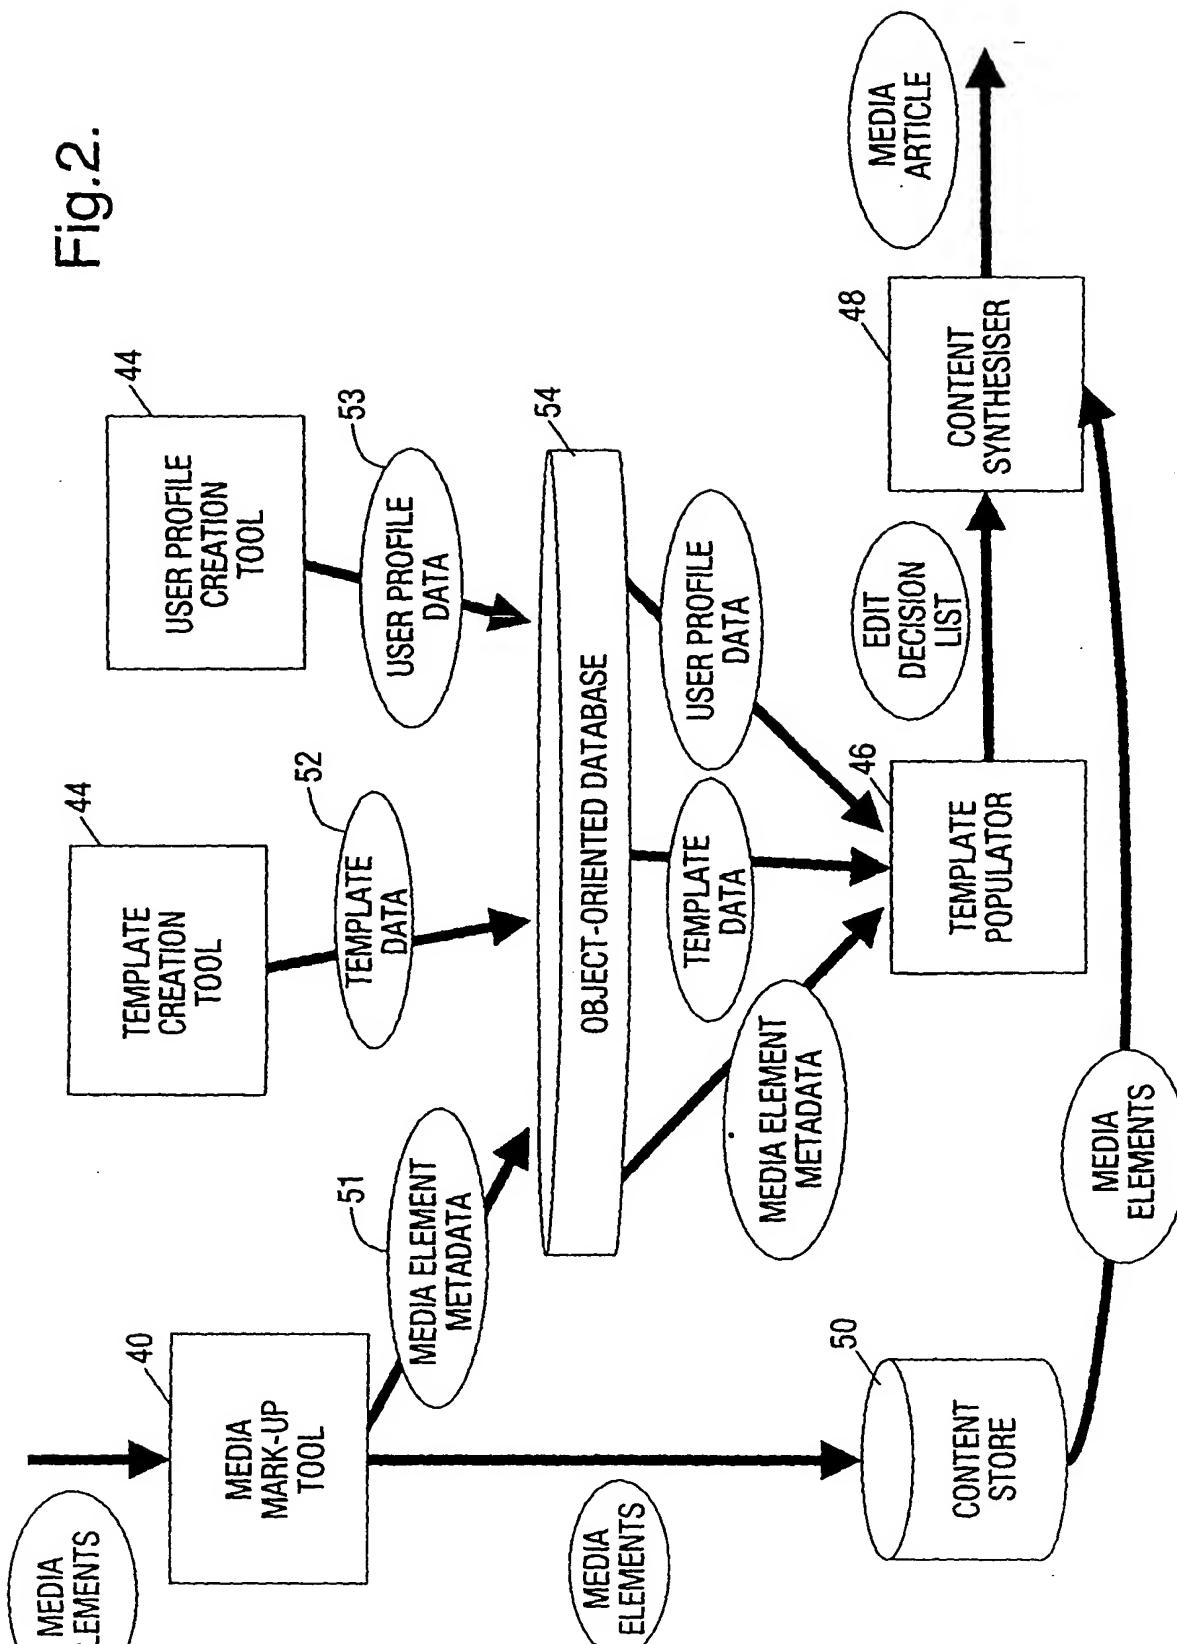 Fig.2.
MEDIA
ELEMENTS
40
MEDIA
MARK-UP
TOOL
44
TEMPLATE
CREATION
TOOL
44
USER PROFILE
CREATION
TOOL
51
MEDIA ELEMENT
METADATA
52
TEMPLATE
DATA
53
USER PROFILE
DATA
54
OBJECT-ORIENTED DATABASE
MEDIA
ELEMENTS
MEDIA ELEMENT
METADATA
TEMPLATE
DATA
USER PROFILE
DATA
50
CONTENT
STORE
46
TEMPLATE
POPULATOR
EDIT
DECISION
LIST
48
CONTENT
SYNTHESISER
MEDIA
ARTICLE
MEDIA
ELEMENTS